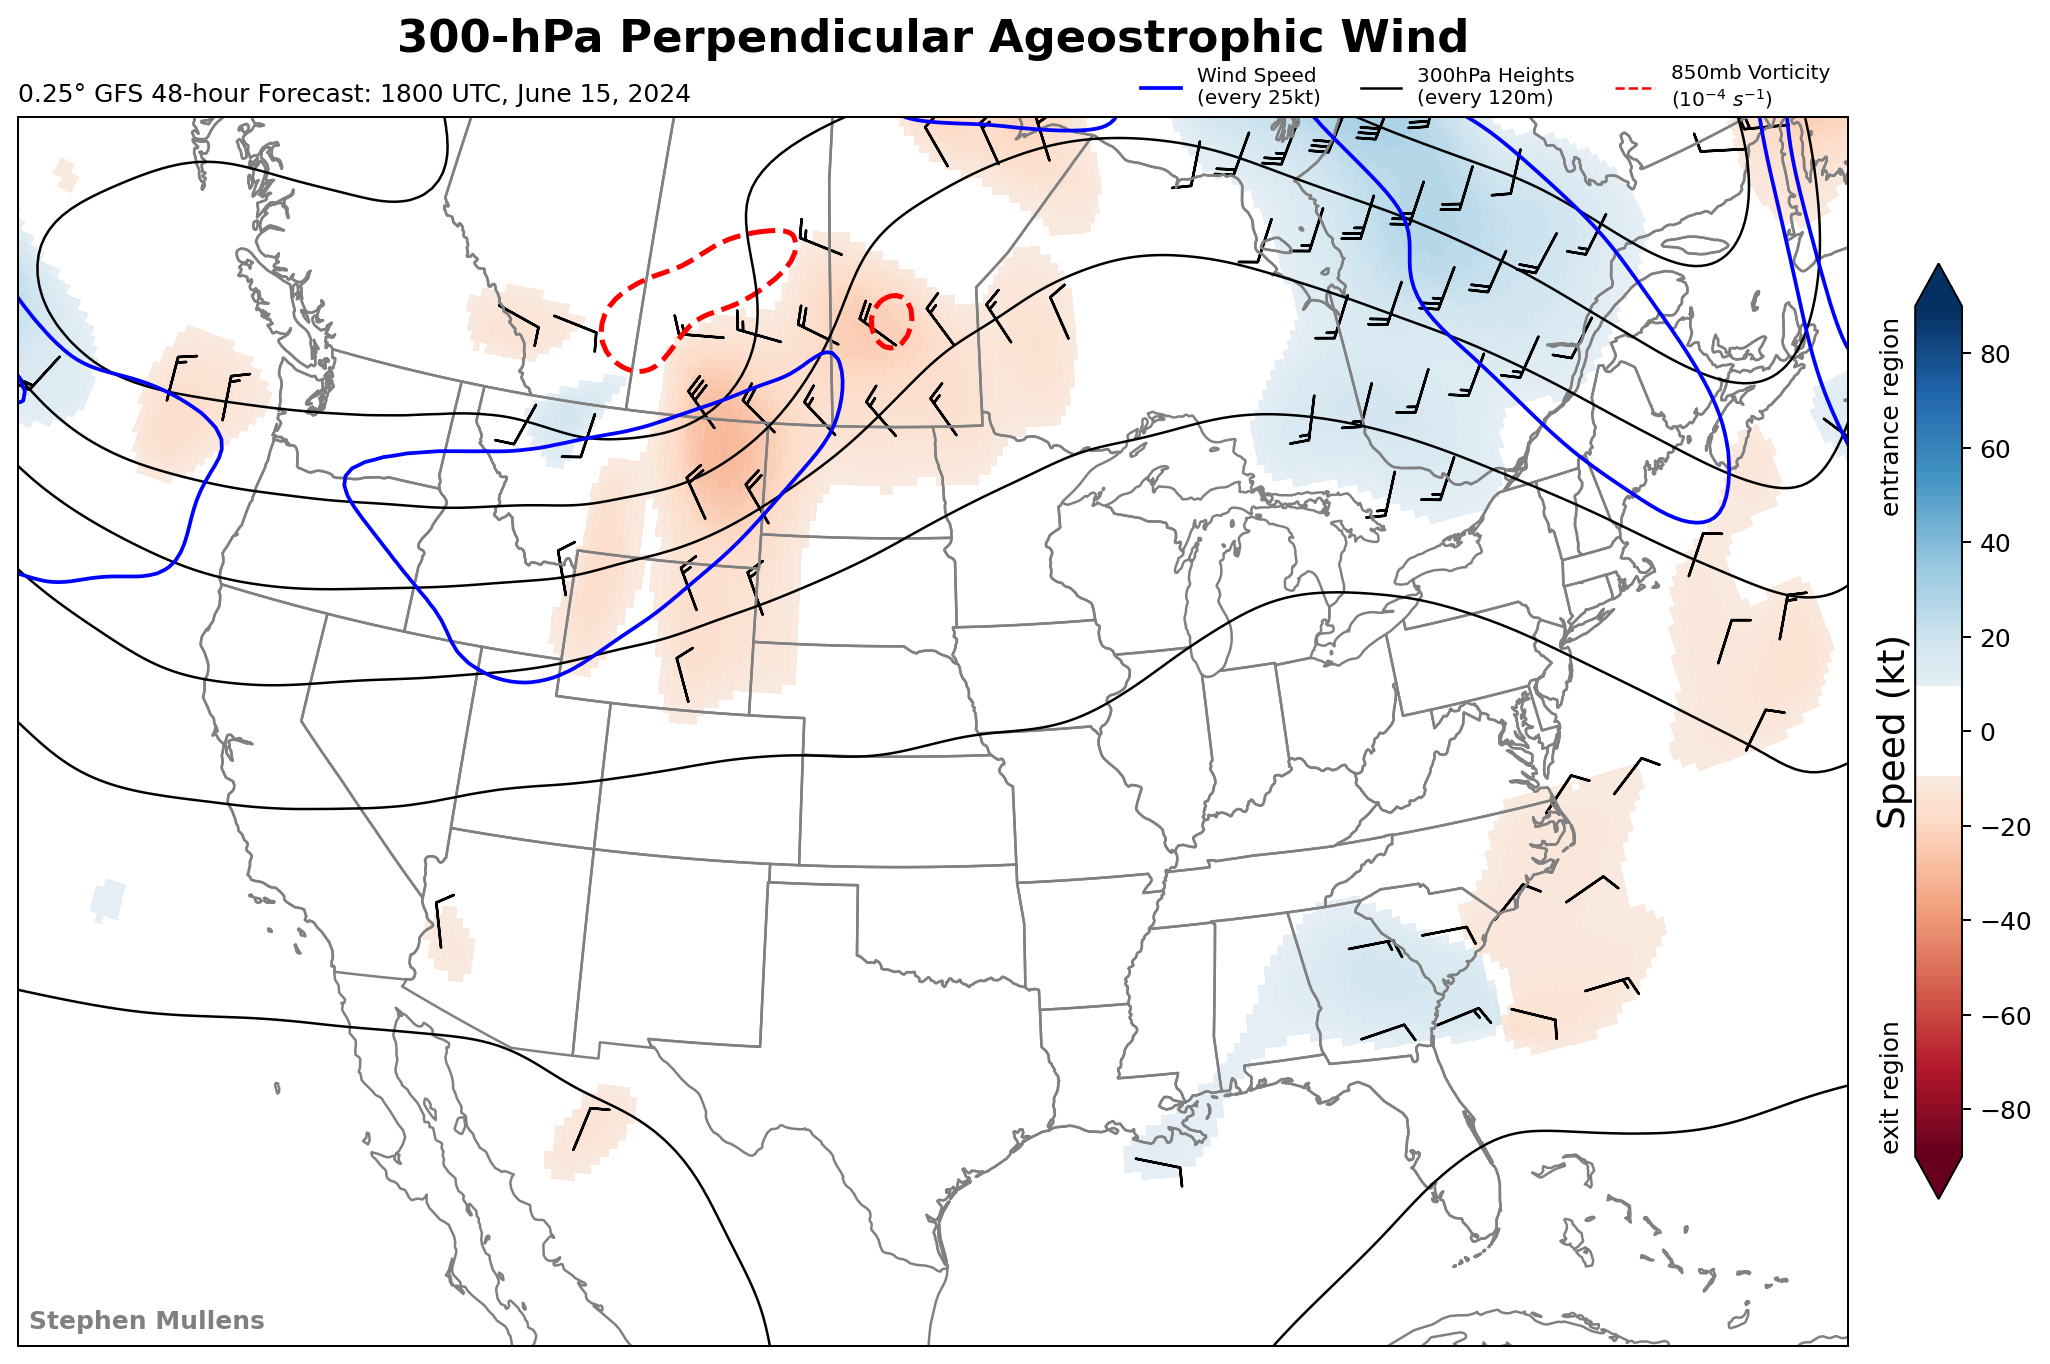 300-hPa Perpendicular Ageostrophic Wind
0.25° GFS 48-hour Forecast: 1800 UTC, June 15, 2024
Wind Speed
(every 25kt)
300hPa Heights
(every 120m)
850mb Vorticity
(10⁻⁴ s⁻¹)
entrance region
Speed (kt)
exit region
80
60
40
20
0
−20
−40
−60
−80
Stephen Mullens